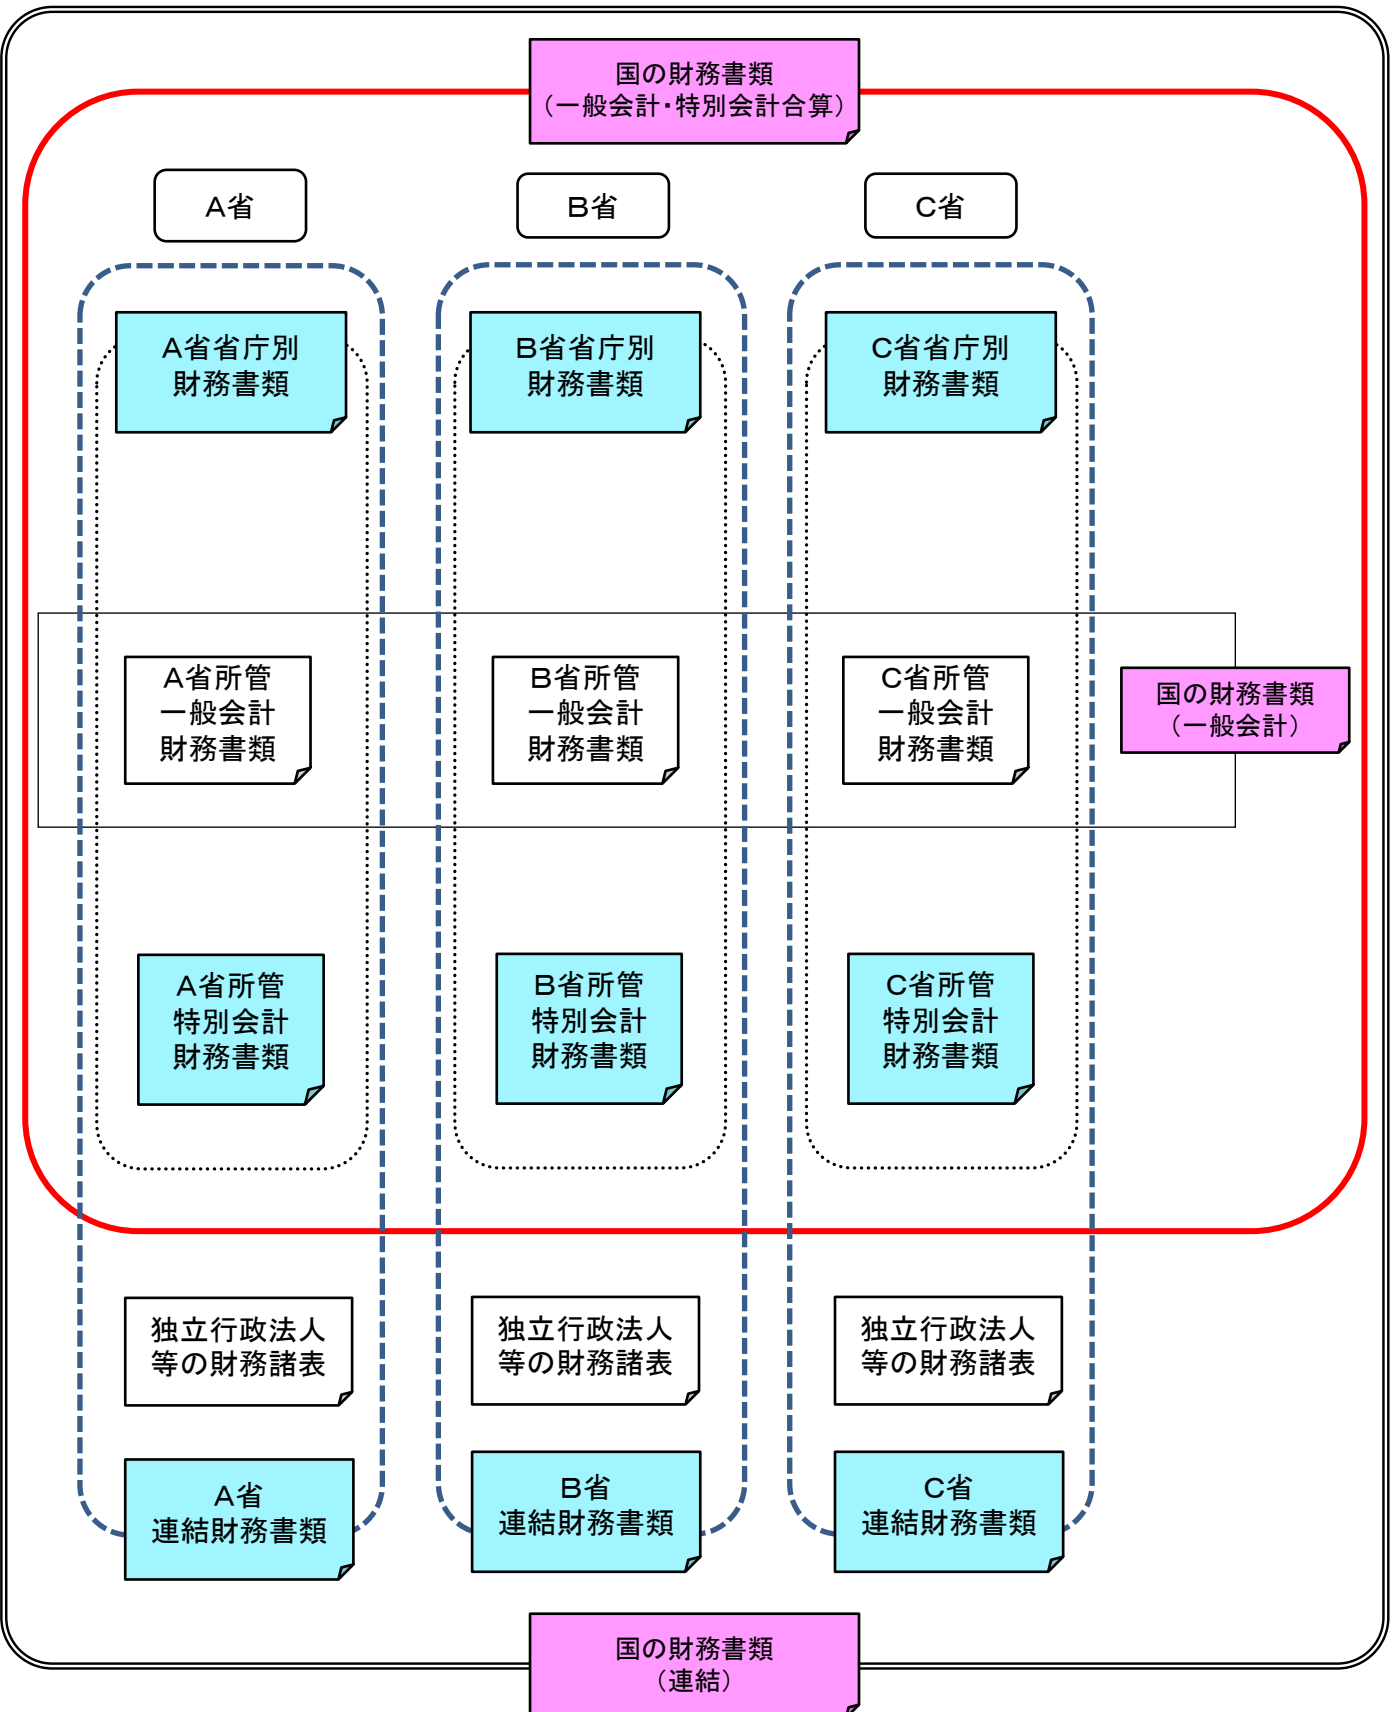 国の財務書類
（一般会計・特別会計合算）
A省
B省
C省
A省省庁別
財務書類
B省省庁別
財務書類
C省省庁別
財務書類
A省所管
一般会計
財務書類
B省所管
一般会計
財務書類
C省所管
一般会計
財務書類
国の財務書類
（一般会計）
A省所管
特別会計
財務書類
B省所管
特別会計
財務書類
C省所管
特別会計
財務書類
独立行政法人
等の財務諸表
独立行政法人
等の財務諸表
独立行政法人
等の財務諸表
A省
連結財務書類
B省
連結財務書類
C省
連結財務書類
国の財務書類
（連結）